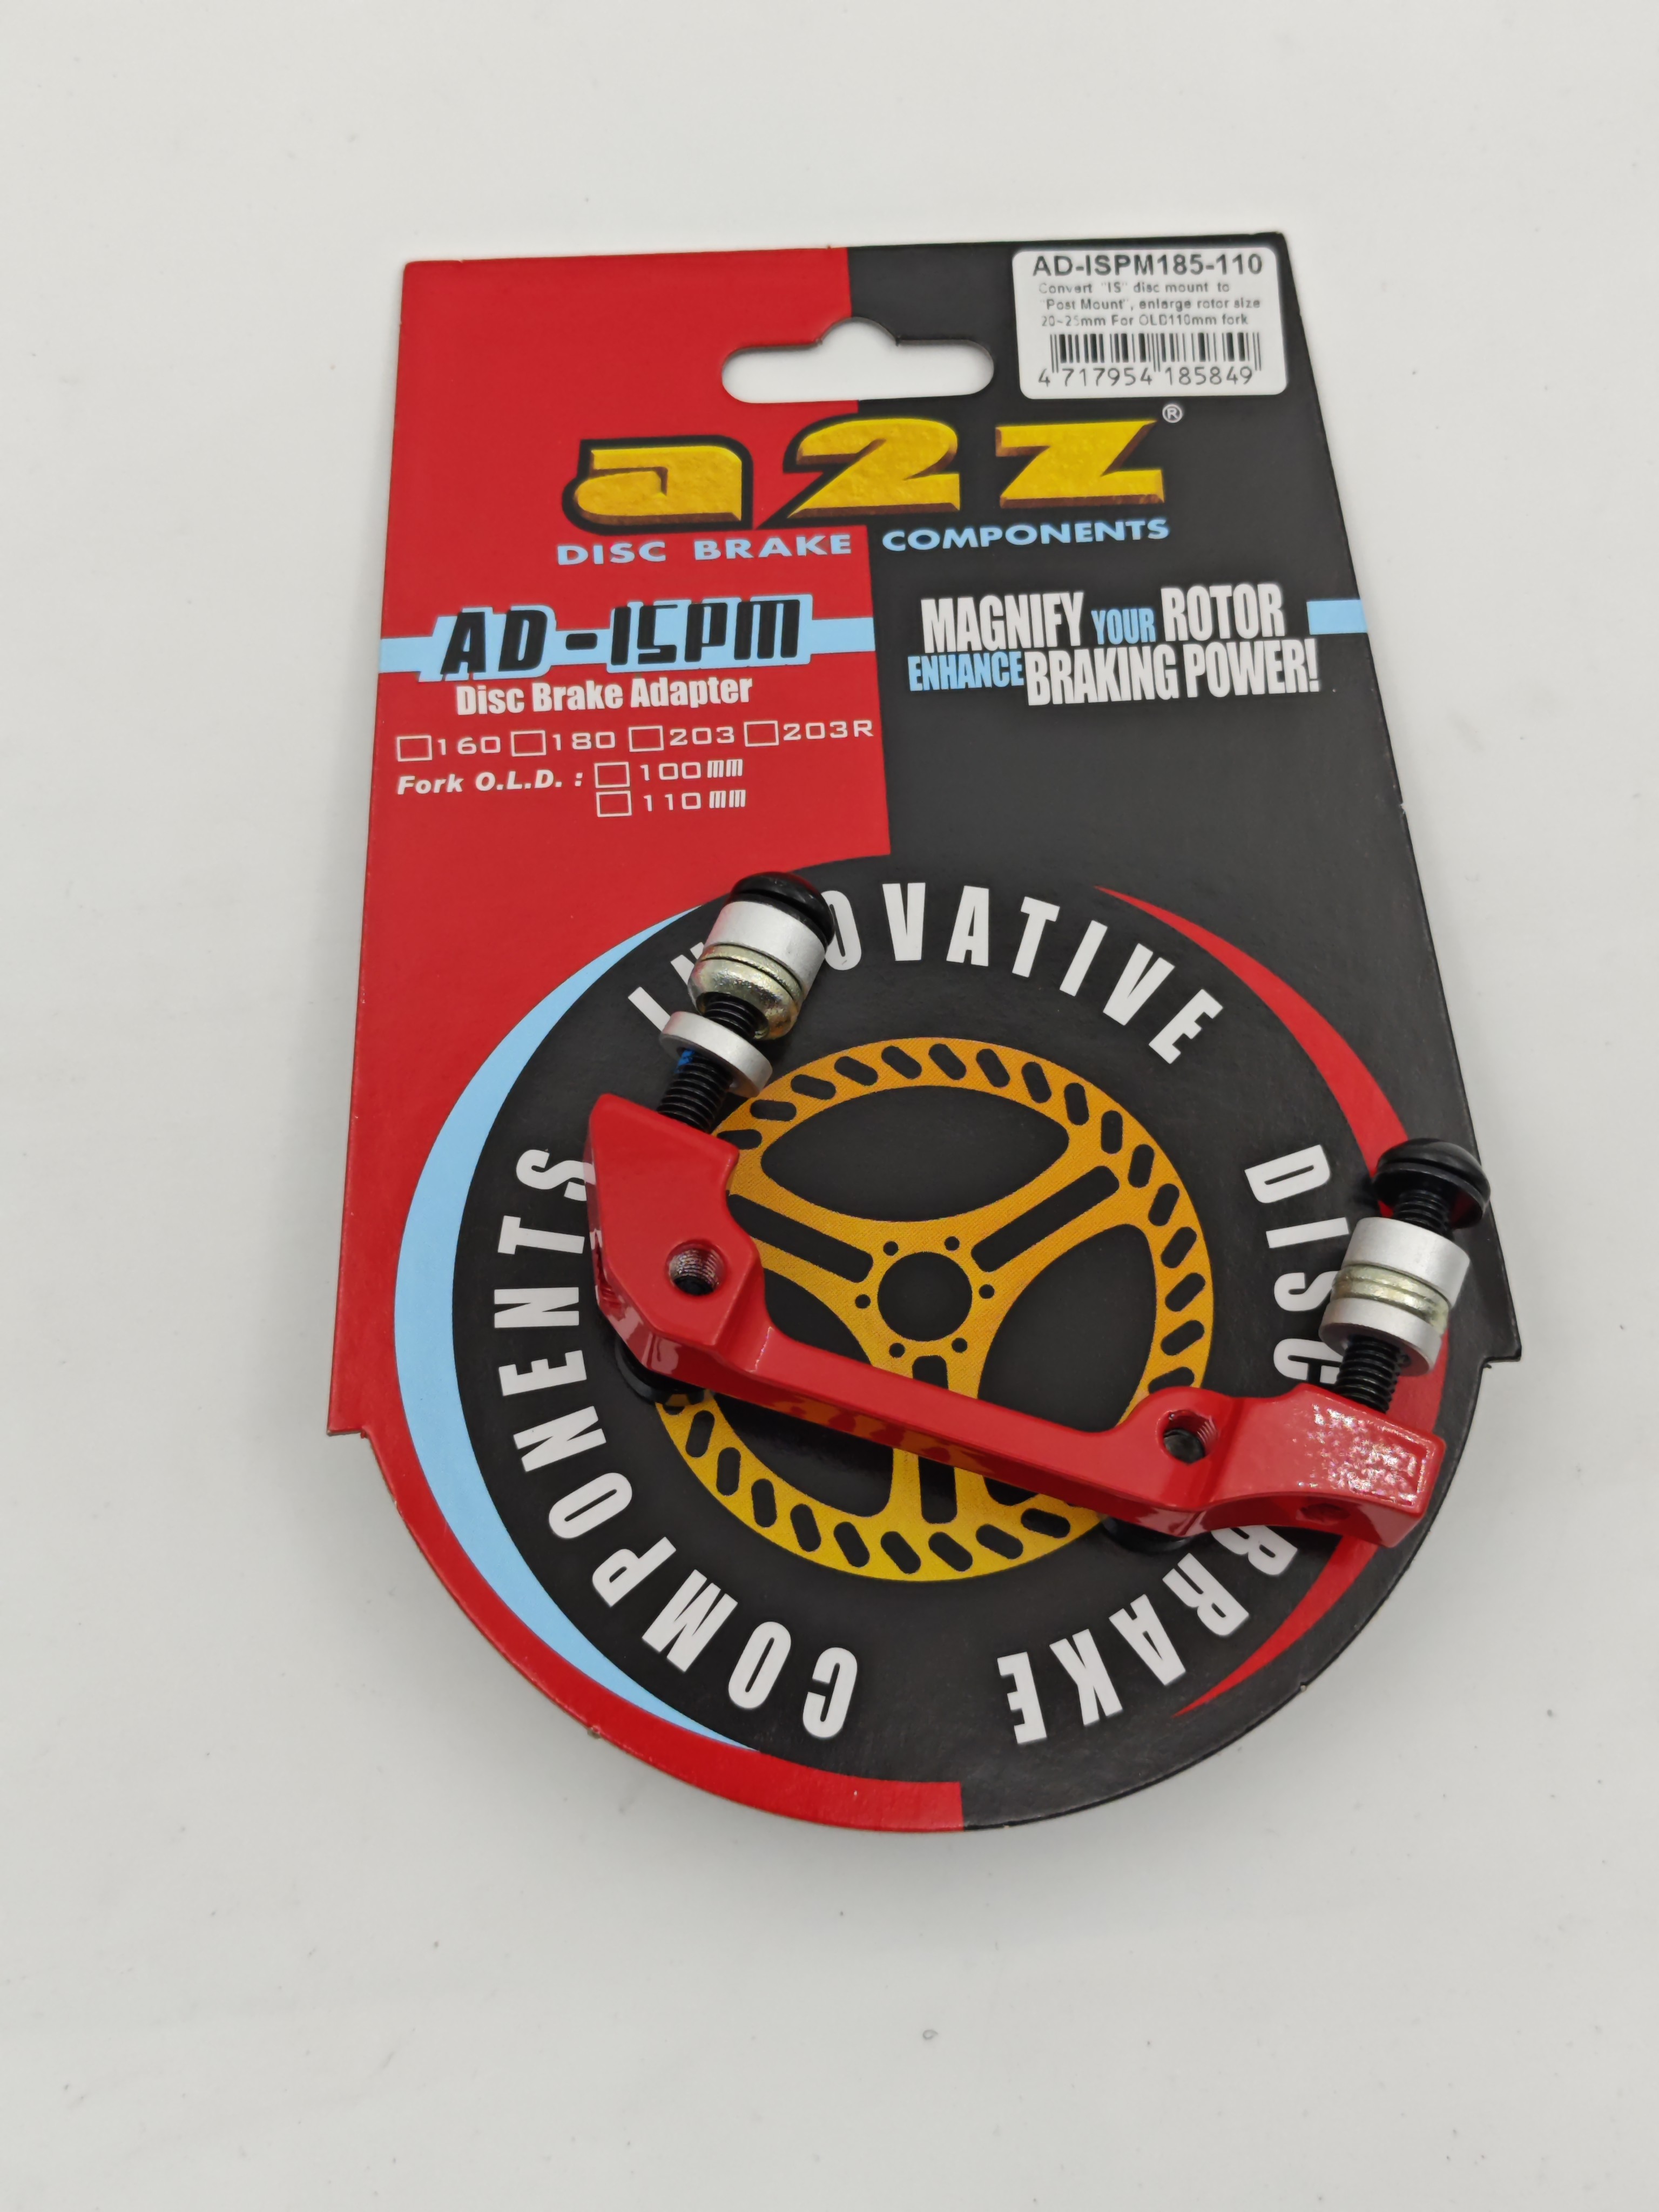 AD-ISPM185-110
Convert "IS" disc mount to
"Post Mount", enlarge rotor size
20~25mm For OLD110mm fork
4 717954 185849
a2z®
DISC BRAKE COMPONENTS
AD-ISPM
Disc Brake Adapter
160 180 203 203R
Fork O.L.D. : 100mm
110mm
MAGNIFY YOUR ROTOR
ENHANCE BRAKING POWER!
INNOVATIVE DISC BRAKE COMPONENTS